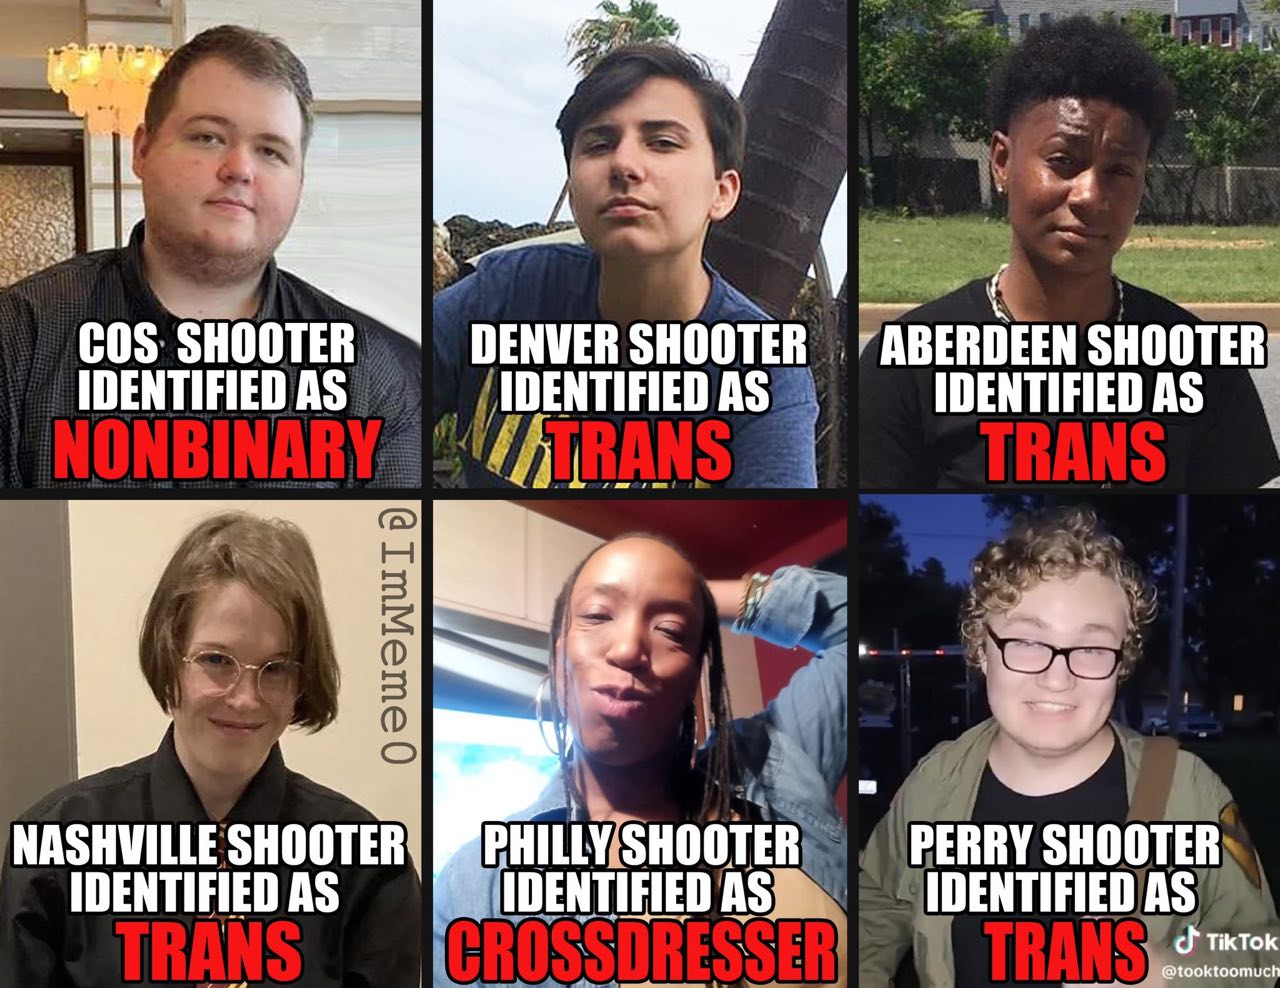 COS SHOOTER
IDENTIFIED AS
NONBINARY
DENVER SHOOTER
IDENTIFIED AS
TRANS
ABERDEEN SHOOTER
IDENTIFIED AS
TRANS
@ImMeme0
NASHVILLE SHOOTER
IDENTIFIED AS
TRANS
PHILLY SHOOTER
IDENTIFIED AS
CROSSDRESSER
PERRY SHOOTER
IDENTIFIED AS
TRANS
TikTok
@tooktoomuch